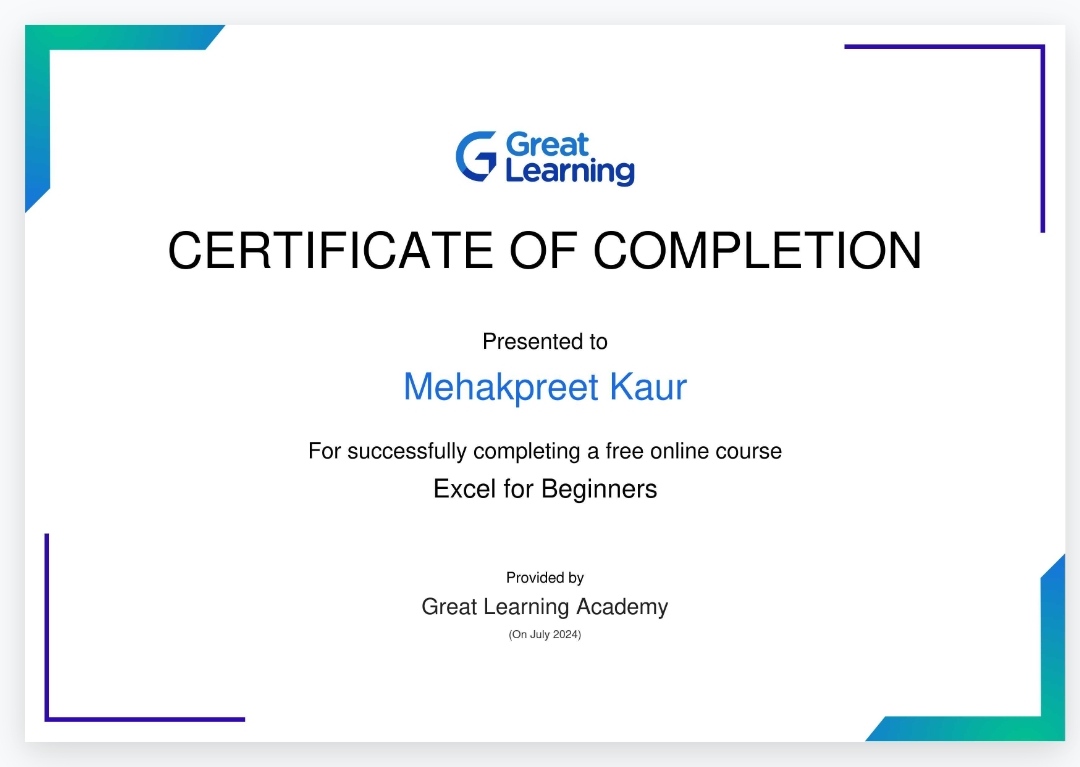 Great
Learning
CERTIFICATE OF COMPLETION
Presented to
Mehakpreet Kaur
For successfully completing a free online course
Excel for Beginners
Provided by
Great Learning Academy
(On July 2024)